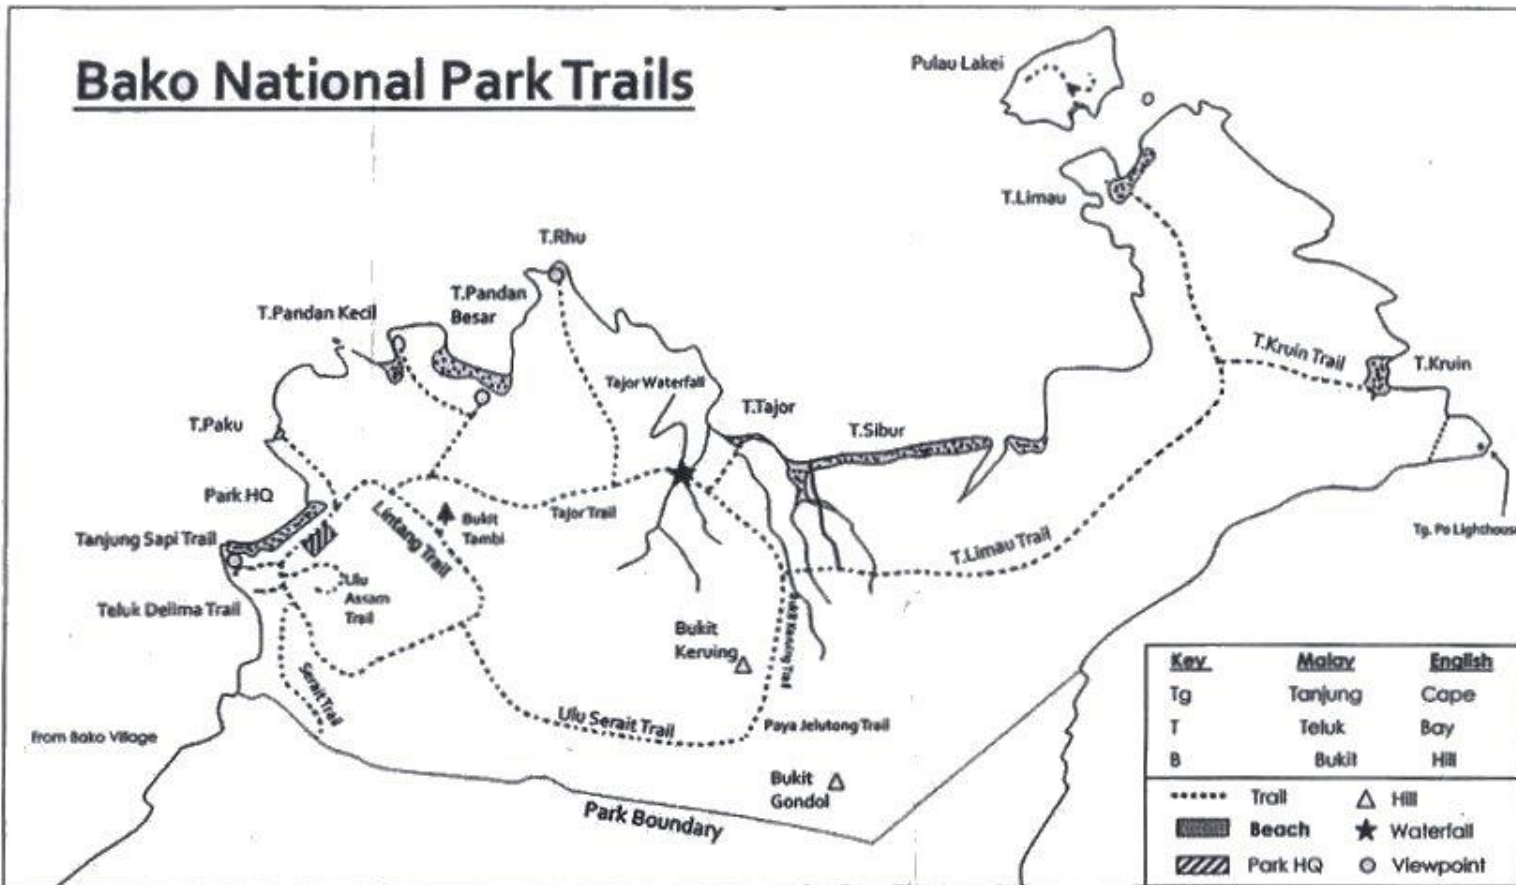 Bako National Park Trails
Pulau Lakei
T.Limau
T.Rhu
T.Pandan
Besar
T.Pandan Kecil
T.Kruin Trail
T.Kruin
Tajor Waterfall
T.Tajor
T.Sibur
T.Paku
Park HQ
Lintang Trail
Bukit
Tambi
Tajor Trail
Tg. Po Lighthouse
Tanjung Sapi Trail
T.Limau Trail
Ulu
Assam
Trail
Teluk Delima Trail
Bukit
Keruing
Bukit Keruing Trail
Serait Trail
Ulu Serait Trail
Paya Jelutong Trail
From Bako Village
Bukit
Gondol
Park Boundary
Key Malay English
Tg Tanjung Cape
T Teluk Bay
B Bukit Hill
Trail Hill
Beach Waterfall
Park HQ Viewpoint